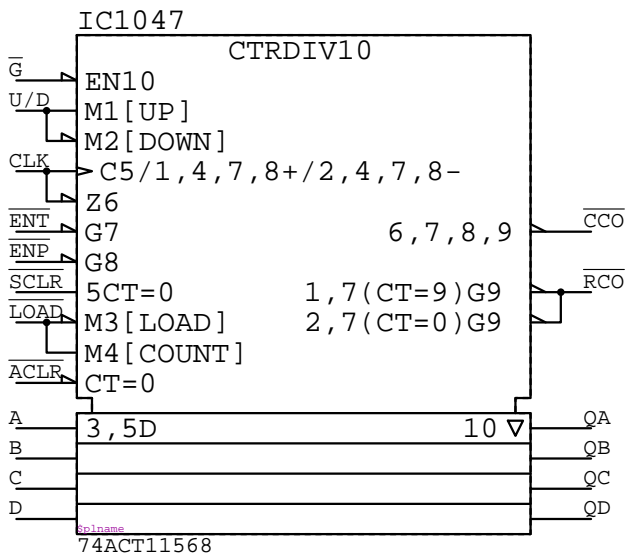 IC1047
CTRDIV10
G EN10
U/D M1[UP]
M2[DOWN]
CLK C5/1,4,7,8+/2,4,7,8-
Z6
ENT G7 6,7,8,9 CCO
ENP G8
SCLR 5CT=0 1,7(CT=9)G9 RCO
LOAD M3[LOAD] 2,7(CT=0)G9
M4[COUNT]
ACLR CT=0
A 3,5D 10 QA
B QB
C QC
D QD
$plname
74ACT11568